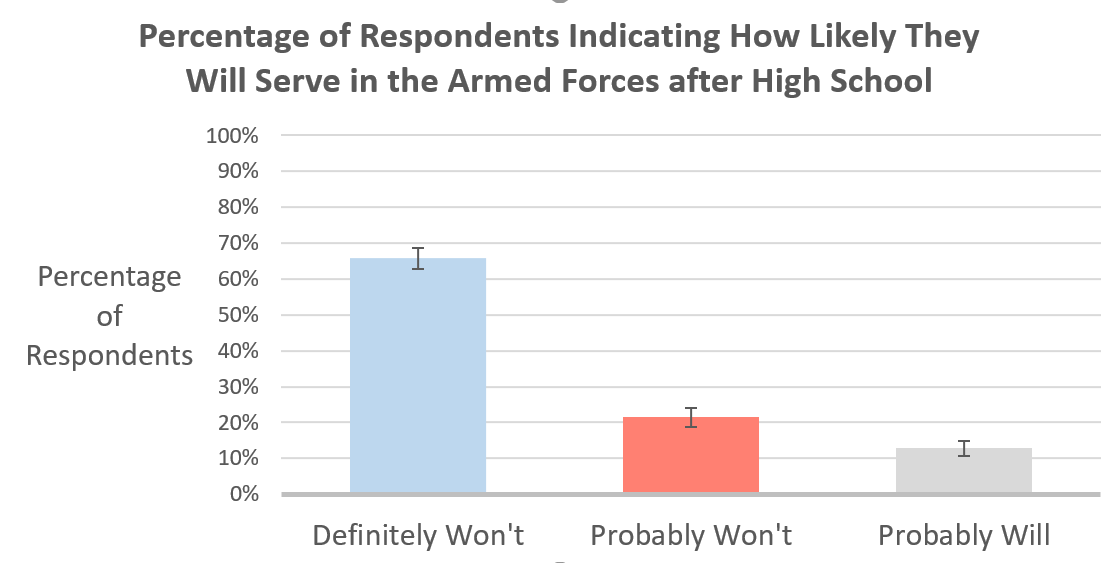 Percentage of Respondents Indicating How Likely They
Will Serve in the Armed Forces after High School
100%
90%
80%
70%
60%
50%
40%
30%
20%
10%
0%
Percentage
of
Respondents
Definitely Won't
Probably Won't
Probably Will